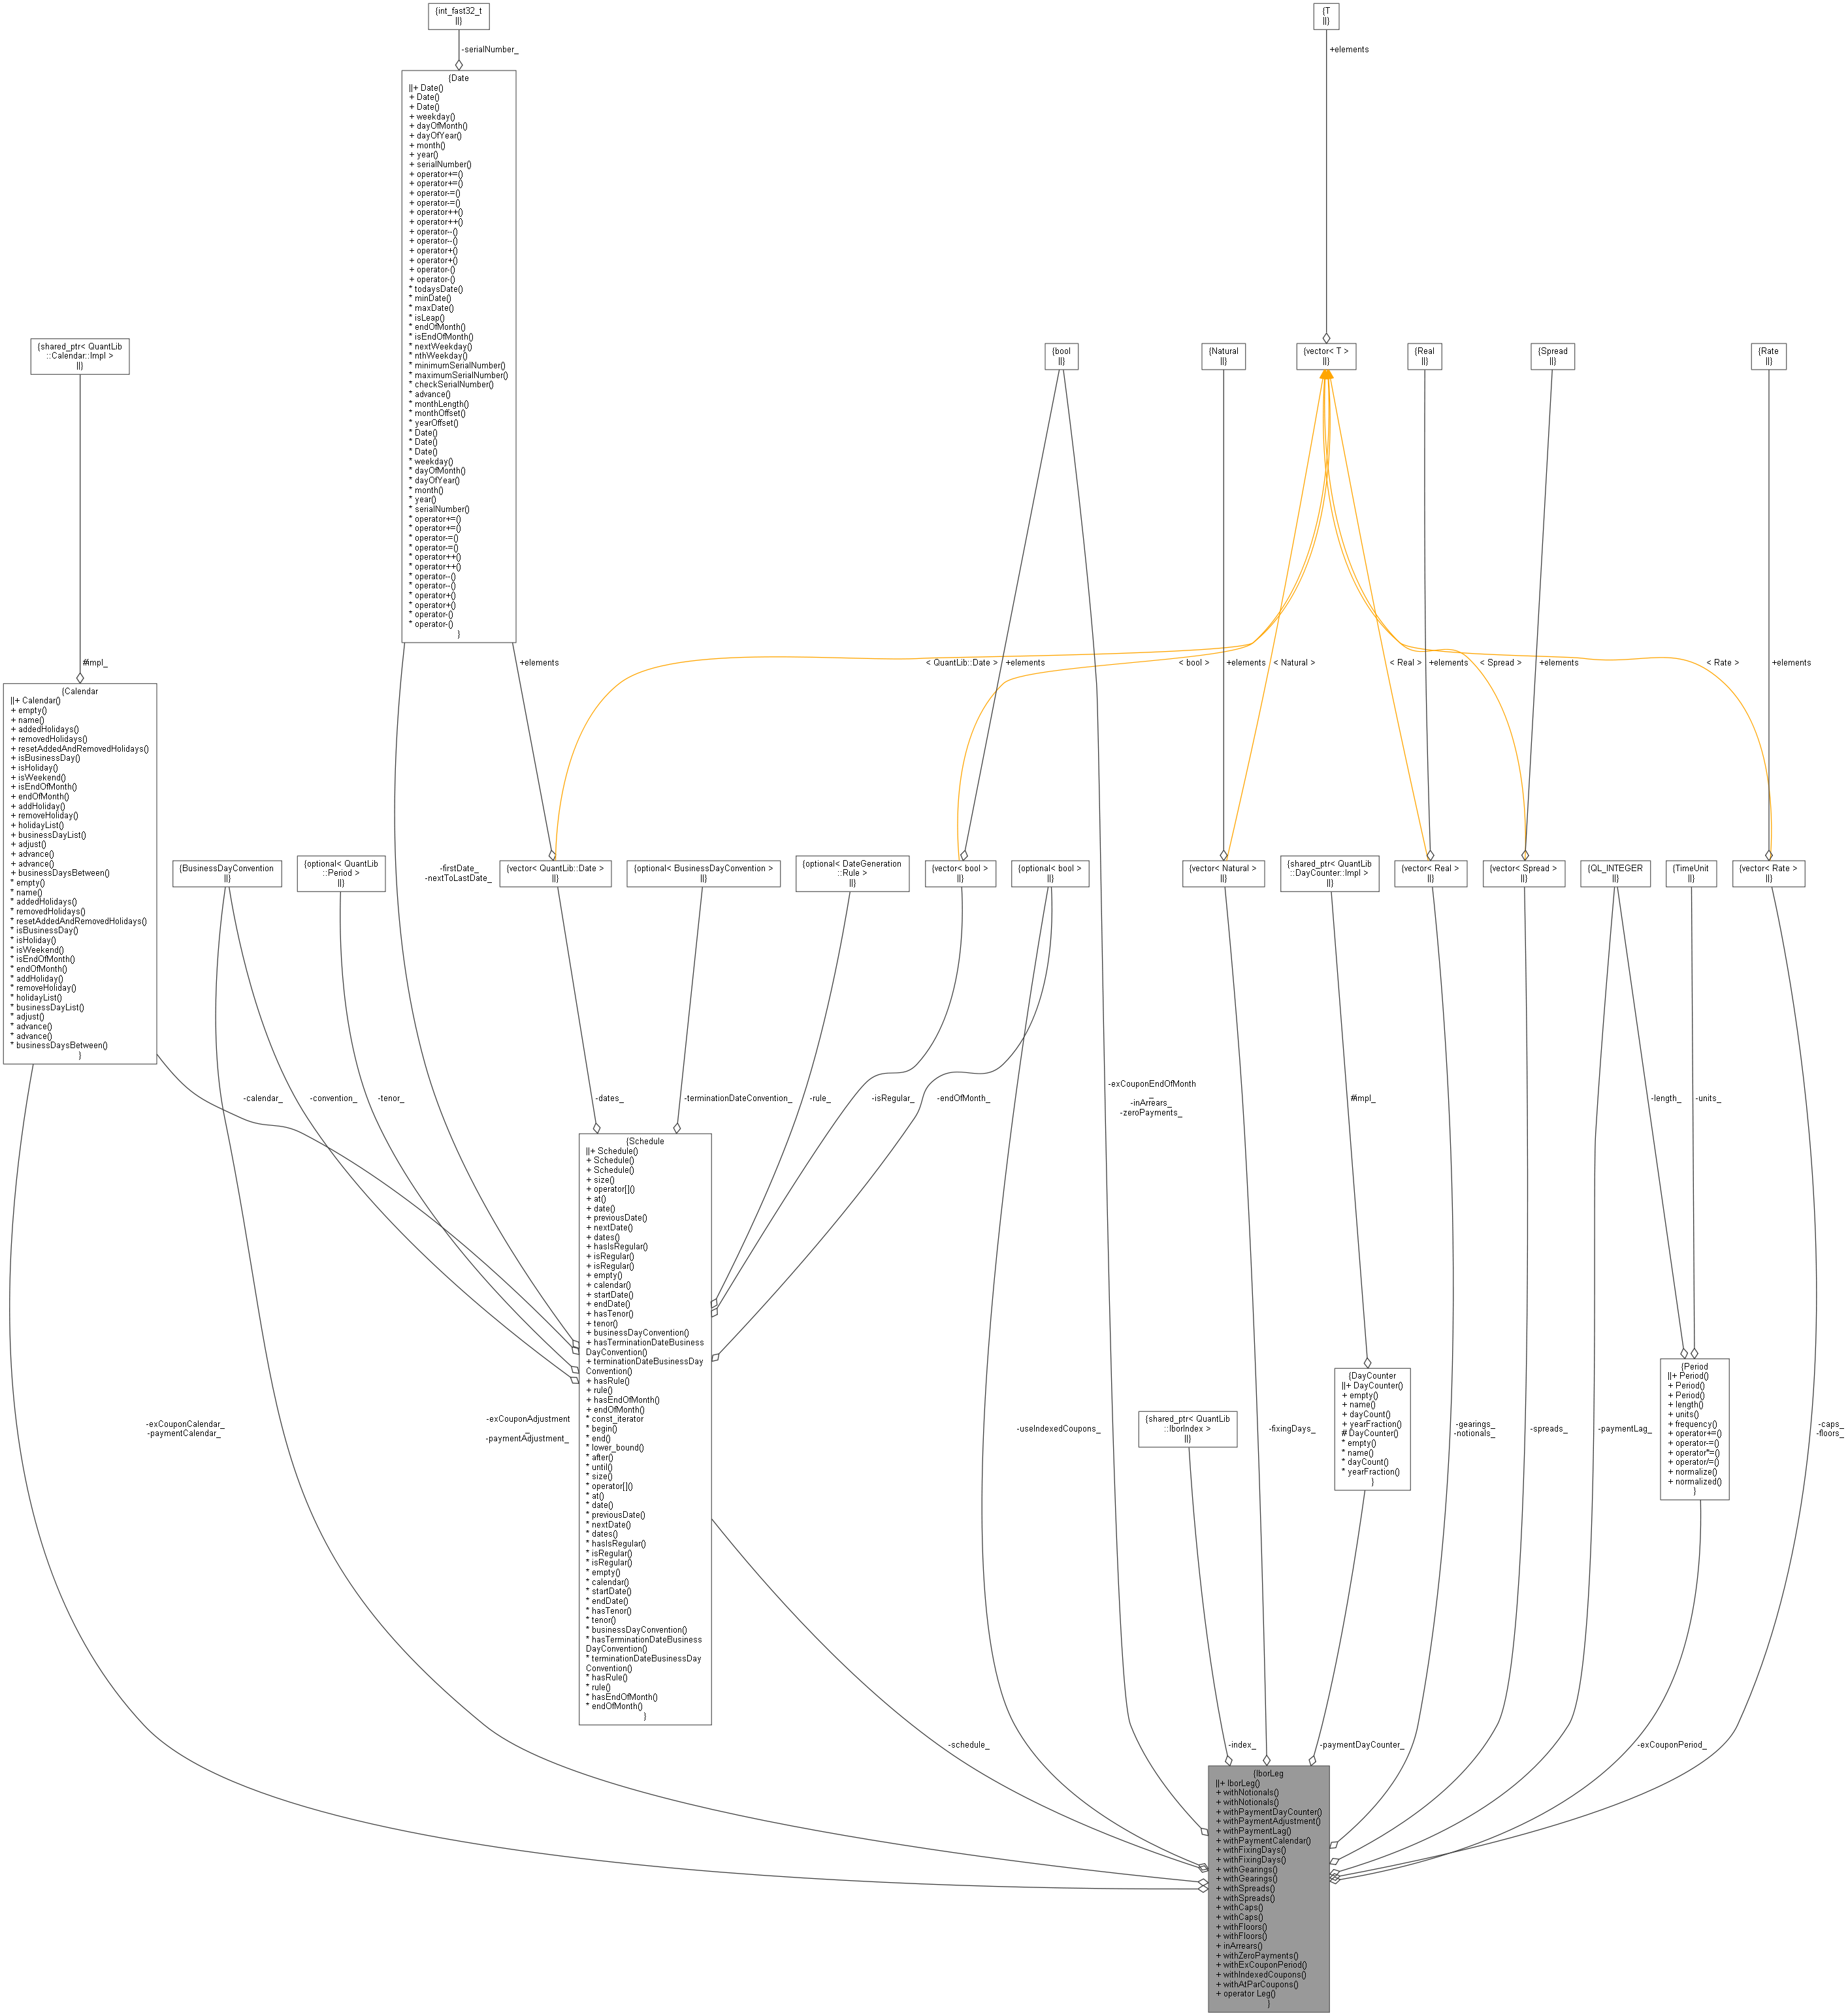 {int_fast32_t
||}
{T
||}
-serialNumber_
+elements
{Date
||+ Date()
+ Date()
+ Date()
+ weekday()
+ dayOfMonth()
+ dayOfYear()
+ month()
+ year()
+ serialNumber()
+ operator+=()
+ operator+=()
+ operator-=()
+ operator-=()
+ operator++()
+ operator++()
+ operator--()
+ operator--()
+ operator+()
+ operator+()
+ operator-()
+ operator-()
* todaysDate()
* minDate()
* maxDate()
* isLeap()
* endOfMonth()
* isEndOfMonth()
* nextWeekday()
* nthWeekday()
* minimumSerialNumber()
* maximumSerialNumber()
* checkSerialNumber()
* advance()
* monthLength()
* monthOffset()
* yearOffset()
* Date()
* Date()
* Date()
* weekday()
* dayOfMonth()
* dayOfYear()
* month()
* year()
* serialNumber()
* operator+=()
* operator+=()
* operator-=()
* operator-=()
* operator++()
* operator++()
* operator--()
* operator--()
* operator+()
* operator+()
* operator-()
* operator-()
}
{shared_ptr< QuantLib
::Calendar::Impl >
||}
{bool
||}
{Natural
||}
{vector< T >
||}
{Real
||}
{Spread
||}
{Rate
||}
#impl_
+elements
< QuantLib::Date >
+elements
< bool >
+elements
< Natural >
< Real >
+elements
< Spread >
+elements
< Rate >
+elements
{Calendar
||+ Calendar()
+ empty()
+ name()
+ addedHolidays()
+ removedHolidays()
+ resetAddedAndRemovedHolidays()
+ isBusinessDay()
+ isHoliday()
+ isWeekend()
+ isEndOfMonth()
+ endOfMonth()
+ addHoliday()
+ removeHoliday()
+ holidayList()
+ businessDayList()
+ adjust()
+ advance()
+ advance()
+ businessDaysBetween()
* empty()
* name()
* addedHolidays()
* removedHolidays()
* resetAddedAndRemovedHolidays()
* isBusinessDay()
* isHoliday()
* isWeekend()
* isEndOfMonth()
* endOfMonth()
* addHoliday()
* removeHoliday()
* holidayList()
* businessDayList()
* adjust()
* advance()
* advance()
* businessDaysBetween()
}
{BusinessDayConvention
||}
{optional< QuantLib
::Period >
||}
-firstDate_
-nextToLastDate_
{vector< QuantLib::Date >
||}
{optional< BusinessDayConvention >
||}
{optional< DateGeneration
::Rule >
||}
{vector< bool >
||}
{optional< bool >
||}
{vector< Natural >
||}
{shared_ptr< QuantLib
::DayCounter::Impl >
||}
{vector< Real >
||}
{vector< Spread >
||}
{QL_INTEGER
||}
{TimeUnit
||}
{vector< Rate >
||}
-calendar_
-convention_
-tenor_
-dates_
-terminationDateConvention_
-rule_
-isRegular_
-endOfMonth_
-exCouponEndOfMonth
_
-inArrears_
-zeroPayments_
#impl_
-length_
-units_
{Schedule
||+ Schedule()
+ Schedule()
+ Schedule()
+ size()
+ operator[]()
+ at()
+ date()
+ previousDate()
+ nextDate()
+ dates()
+ hasIsRegular()
+ isRegular()
+ isRegular()
+ empty()
+ calendar()
+ startDate()
+ endDate()
+ hasTenor()
+ tenor()
+ businessDayConvention()
+ hasTerminationDateBusiness
DayConvention()
+ terminationDateBusinessDay
Convention()
+ hasRule()
+ rule()
+ hasEndOfMonth()
+ endOfMonth()
* const_iterator
* begin()
* end()
* lower_bound()
* after()
* until()
* size()
* operator[]()
* at()
* date()
* previousDate()
* nextDate()
* dates()
* hasIsRegular()
* isRegular()
* isRegular()
* empty()
* calendar()
* startDate()
* endDate()
* hasTenor()
* tenor()
* businessDayConvention()
* hasTerminationDateBusiness
DayConvention()
* terminationDateBusinessDay
Convention()
* hasRule()
* rule()
* hasEndOfMonth()
* endOfMonth()
}
{DayCounter
||+ DayCounter()
+ empty()
+ name()
+ dayCount()
+ yearFraction()
# DayCounter()
* empty()
* name()
* dayCount()
* yearFraction()
}
{Period
||+ Period()
+ Period()
+ Period()
+ length()
+ units()
+ frequency()
+ operator+=()
+ operator-=()
+ operator*=()
+ operator/=()
+ normalize()
+ normalized()
}
-exCouponCalendar_
-paymentCalendar_
-exCouponAdjustment
_
-paymentAdjustment_
-useIndexedCoupons_
{shared_ptr< QuantLib
::IborIndex >
||}
-fixingDays_
-gearings_
-notionals_
-spreads_
-paymentLag_
-caps_
-floors_
-schedule_
-index_
-paymentDayCounter_
-exCouponPeriod_
{IborLeg
||+ IborLeg()
+ withNotionals()
+ withNotionals()
+ withPaymentDayCounter()
+ withPaymentAdjustment()
+ withPaymentLag()
+ withPaymentCalendar()
+ withFixingDays()
+ withFixingDays()
+ withGearings()
+ withGearings()
+ withSpreads()
+ withSpreads()
+ withCaps()
+ withCaps()
+ withFloors()
+ withFloors()
+ inArrears()
+ withZeroPayments()
+ withExCouponPeriod()
+ withIndexedCoupons()
+ withAtParCoupons()
+ operator Leg()
}